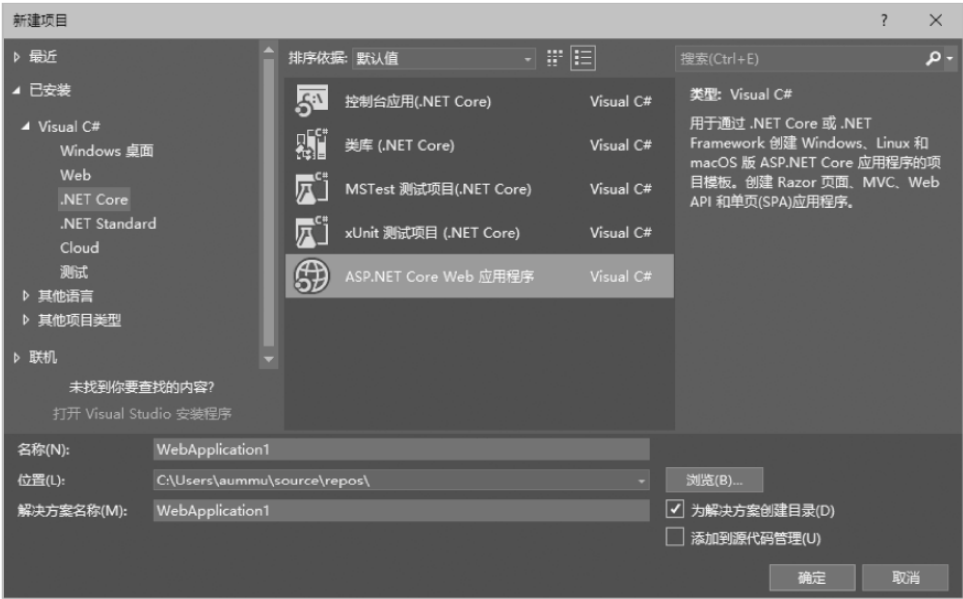 新建项目
?
最近
已安装
Visual C#
Windows 桌面
Web
.NET Core
.NET Standard
Cloud
测试
其他语言
其他项目类型
联机
未找到你要查找的内容?
打开 Visual Studio 安装程序
排序依据: 默认值
控制台应用(.NET Core) Visual C#
类库 (.NET Core) Visual C#
MSTest 测试项目(.NET Core) Visual C#
xUnit 测试项目 (.NET Core) Visual C#
ASP.NET Core Web 应用程序 Visual C#
搜索(Ctrl+E)
类型: Visual C#
用于通过 .NET Core 或 .NET
Framework 创建 Windows、Linux 和
macOS 版 ASP.NET Core 应用程序的项
目模板。创建 Razor 页面、MVC、Web
API 和单页(SPA)应用程序。
名称(N): WebApplication1
位置(L): C:\Users\aummu\source\repos\ 浏览(B)...
解决方案名称(M): WebApplication1 为解决方案创建目录(D)
添加到源代码管理(U)
确定 取消